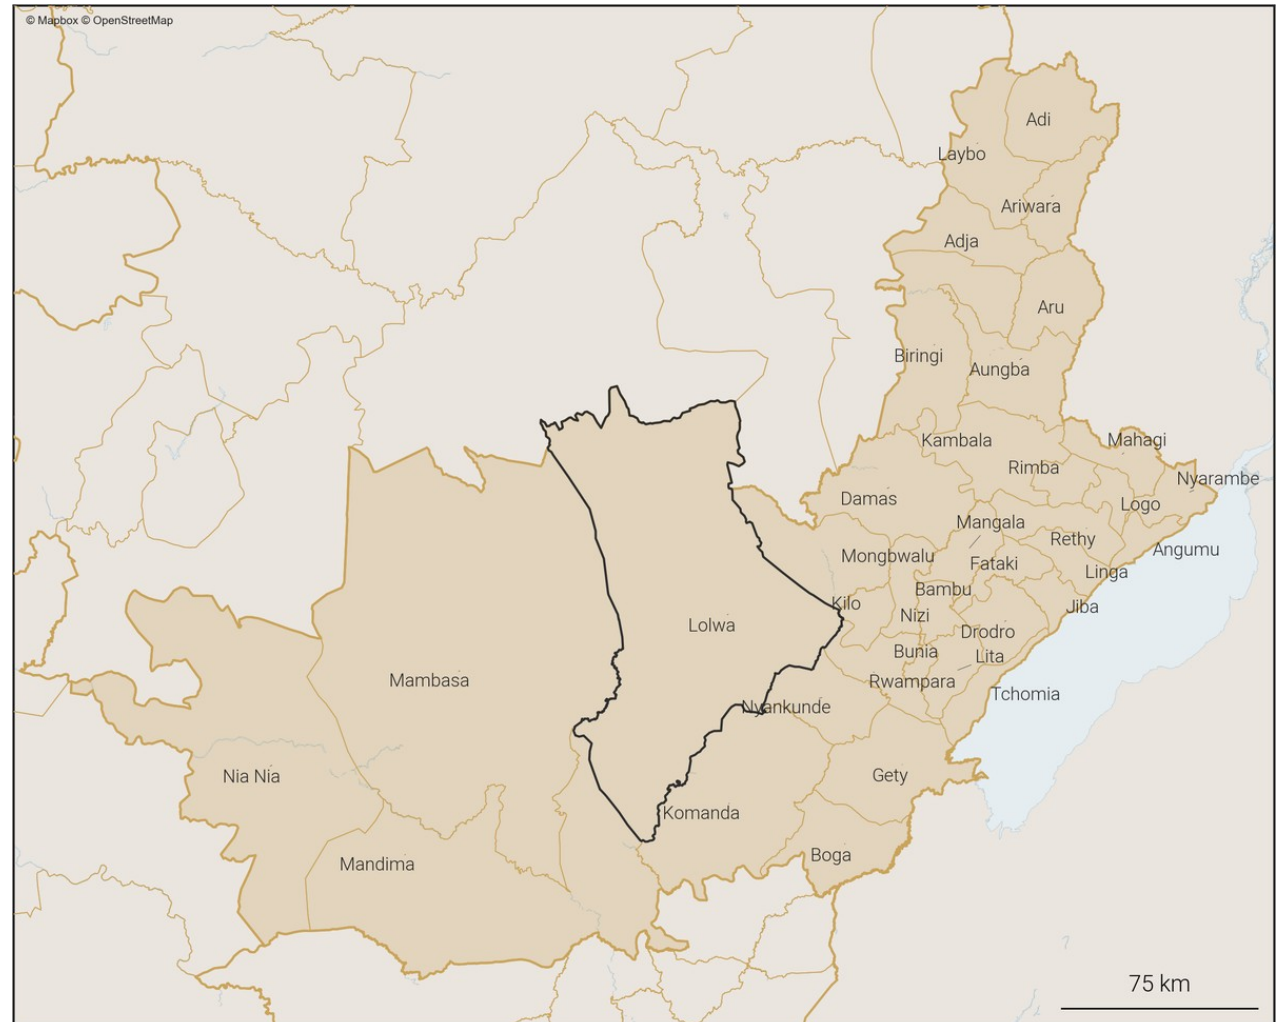 © Mapbox © OpenStreetMap
Adi
Laybo
Ariwara
Adja
Aru
Biringi
Aungba
Kambala
Mahagi
Rimba
Nyarambe
Damas
Logo
Mangala
Rethy
Angumu
Mongbwalu
Fataki
Linga
Bambu
Kilo
Jiba
Nizi
Lolwa
Drodro
Bunia
Lita
Mambasa
Rwampara
Tchomia
Nyankunde
Nia Nia
Gety
Komanda
Boga
Mandima
75 km